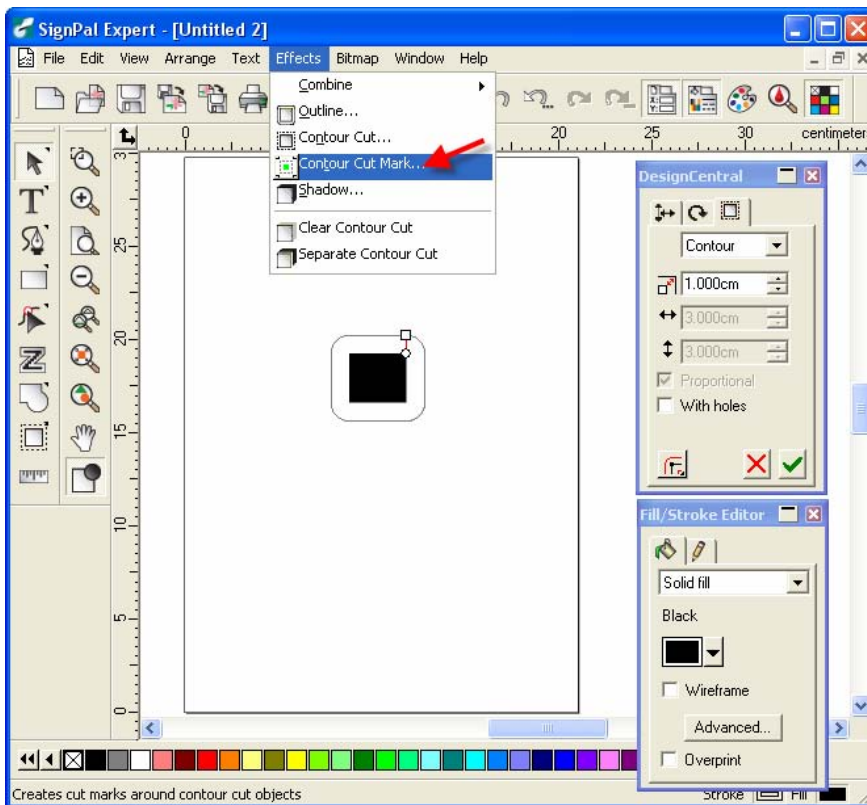 SignPal Expert - [Untitled 2]
File Edit View Arrange Text Effects Bitmap Window Help
Combine
Outline...
Contour Cut...
Contour Cut Mark...
Shadow...
Clear Contour Cut
Separate Contour Cut
0 20 25 30 centimeter
25
20
15
10
5
0
DesignCentral
Contour
1.000cm
3.000cm
3.000cm
Proportional
With holes
Fill/Stroke Editor
Solid fill
Black
Wireframe
Advanced...
Overprint
Creates cut marks around contour cut objects
Stroke Fill